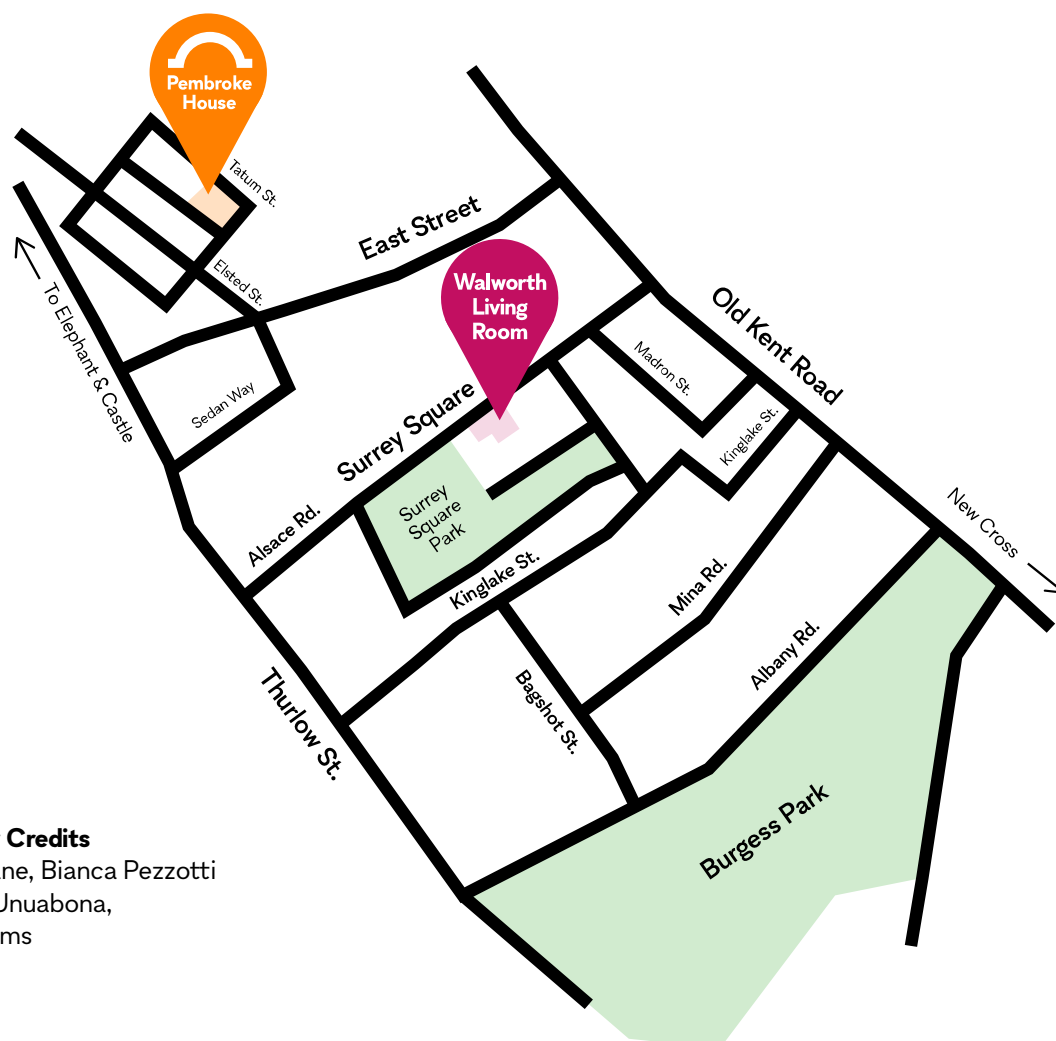 Pembroke
House
Tatum St.
East Street
Elsted St.
Walworth
Living
Room
To Elephant & Castle
Old Kent Road
Madron St.
Sedan Way
Surrey Square
Kinglake St.
Surrey
Square
Park
Alsace Rd.
New Cross
Kinglake St.
Mina Rd.
Albany Rd.
Bagshot St.
Thurlow St.
Burgess Park
Credits
Bianca Pezzotti
Unuabona,